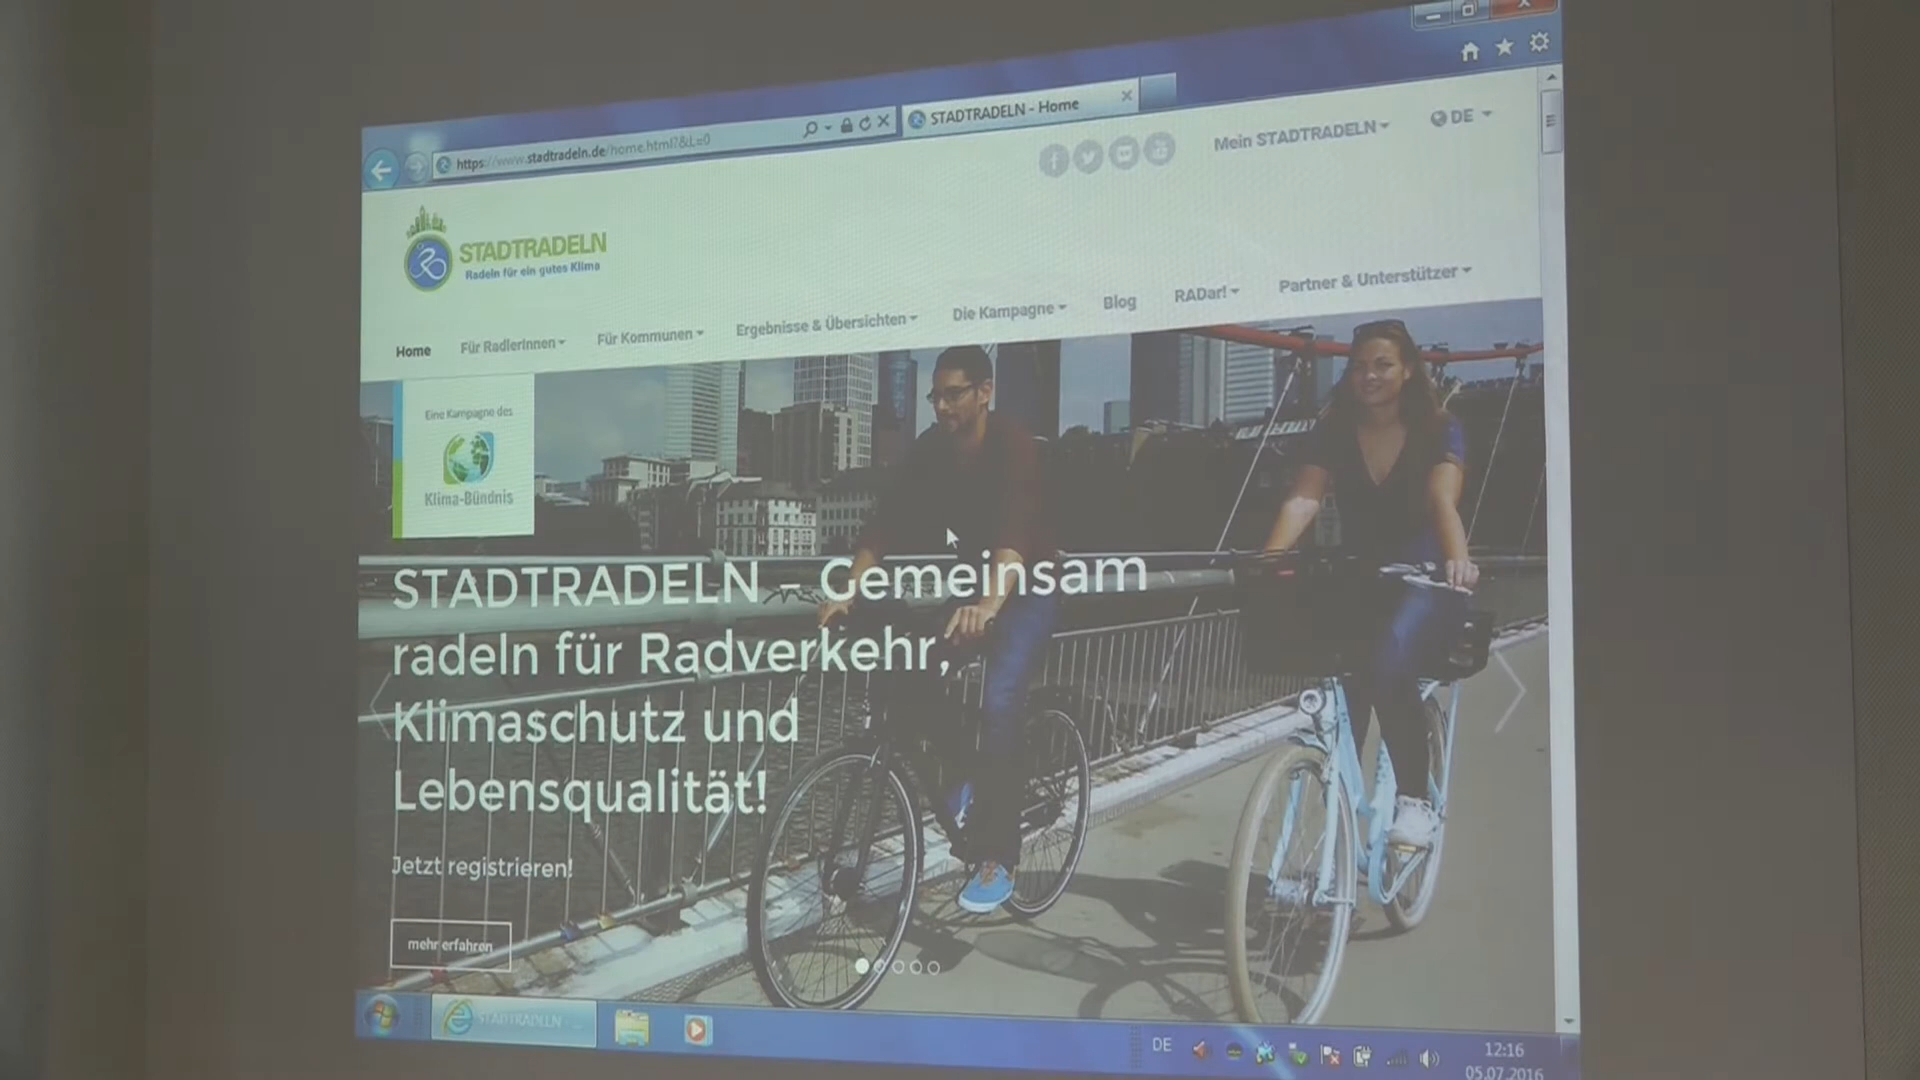 https://www.stadtradeln.de/home.html?&L=0
STADTRADELN - Home
Mein STADTRADELN
DE
STADTRADELN
Radeln für ein gutes Klima
Home
Für RadlerInnen
Für Kommunen
Ergebnisse & Übersichten
Die Kampagne
Blog
RADar!
Partner & Unterstützer
Eine Kampagne des
Klima-Bündnis
STADTRADELN - Gemeinsam
radeln für Radverkehr,
Klimaschutz und
Lebensqualität!
Jetzt registrieren!
mehr erfahren
STADTRADELN - ...
DE
12:16
05.07.2016